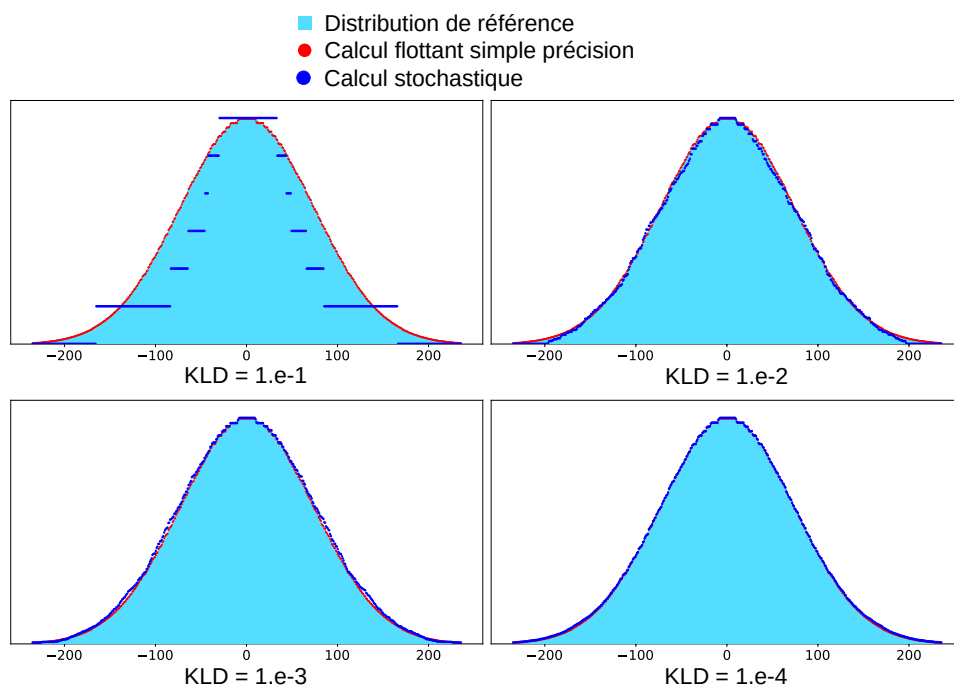 Distribution de référence
Calcul flottant simple précision
Calcul stochastique
−200 −100 0 100 200
KLD = 1.e-1
−200 −100 0 100 200
KLD = 1.e-2
−200 −100 0 100 200
KLD = 1.e-3
−200 −100 0 100 200
KLD = 1.e-4